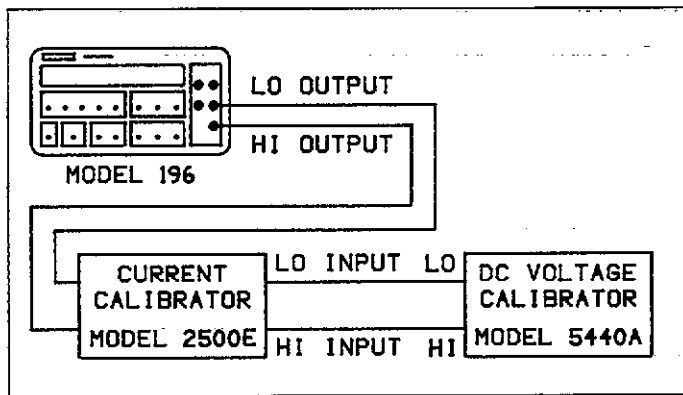 LO OUTPUT
HI OUTPUT
MODEL 196
CURRENT
CALIBRATOR
MODEL 2500E
LO INPUT LO
HI INPUT HI
DC VOLTAGE
CALIBRATOR
MODEL 5440A